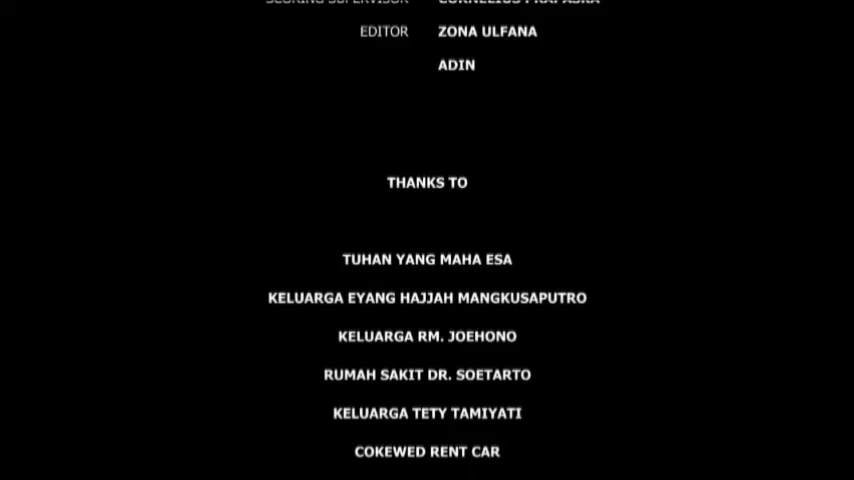 EDITOR ZONA ULFANA
ADIN
THANKS TO
TUHAN YANG MAHA ESA
KELUARGA EYANG HAJJAH MANGKUSAPUTRO
KELUARGA RM. JOEHONO
RUMAH SAKIT DR. SOETARTO
KELUARGA TETY TAMIYATI
COKEWED RENT CAR